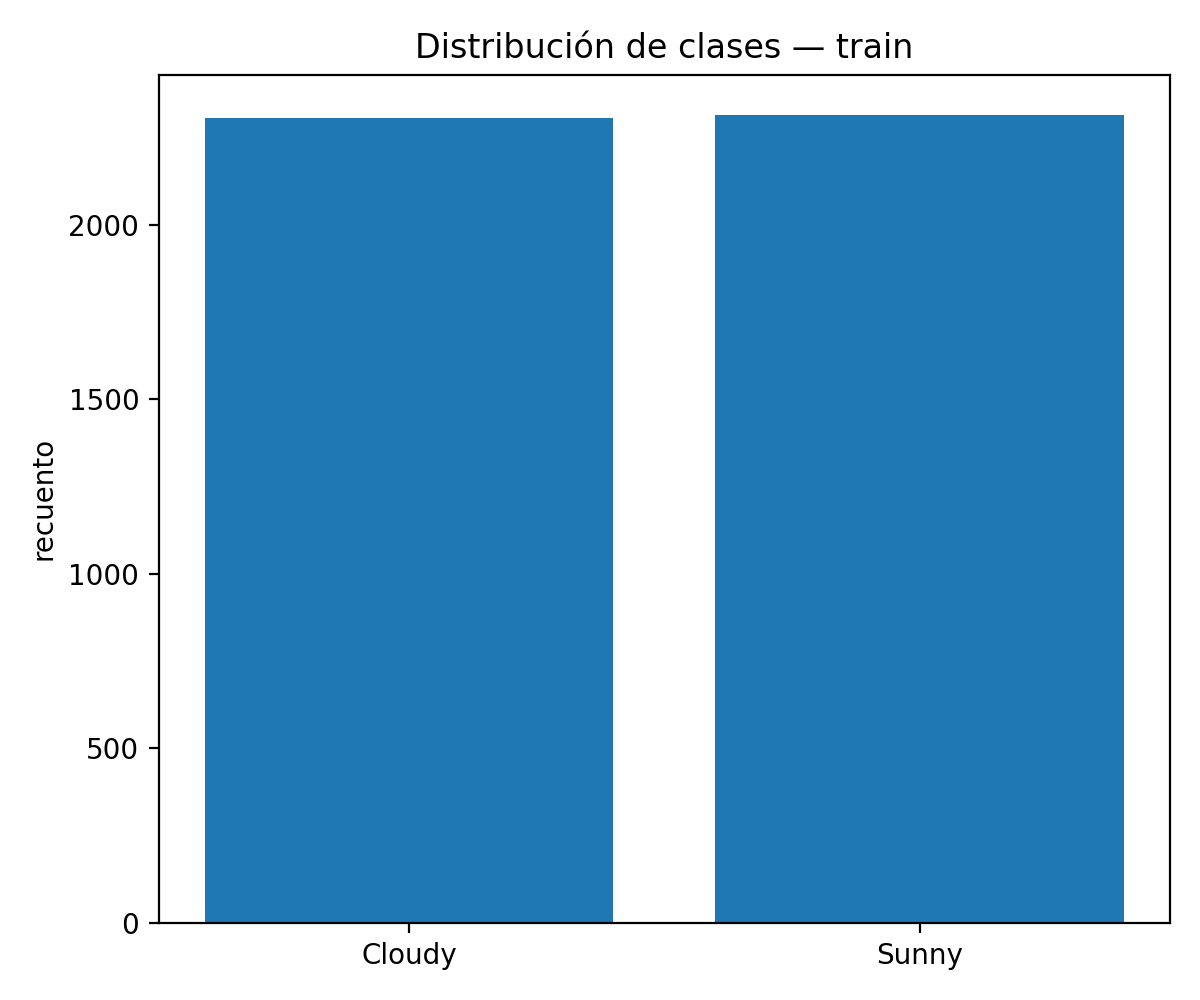 Distribución de clases — train
recuento
2000
1500
1000
500
0
Cloudy
Sunny